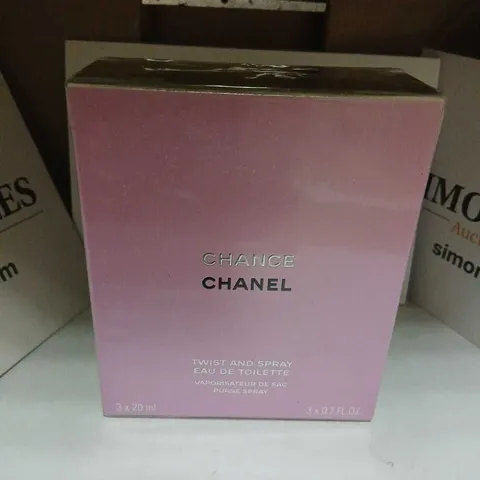 CHANCE
CHANEL
TWIST AND SPRAY
EAU DE TOILETTE
VAPORISATEUR DE SAC
PURSE SPRAY
3 x 20 ml
3 x 0.7 FL. OZ.